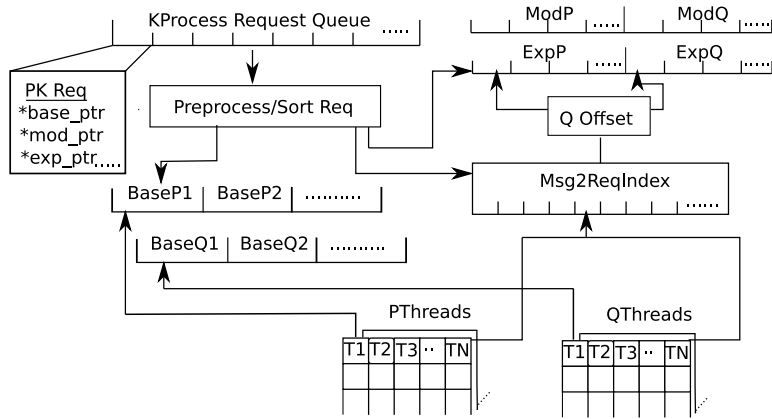 KProcess Request Queue ......
ModP ModQ
...... ......
ExpP ExpQ
...... ......
PK Req
*base_ptr
*mod_ptr
*exp_ptr......
Preprocess/Sort Req
Q Offset
Msg2ReqIndex
.......
BaseP1 BaseP2 ..........
BaseQ1 BaseQ2 ..........
PThreads QThreads
T1 T2 T3 .. TN
T1 T2 T3 .. TN